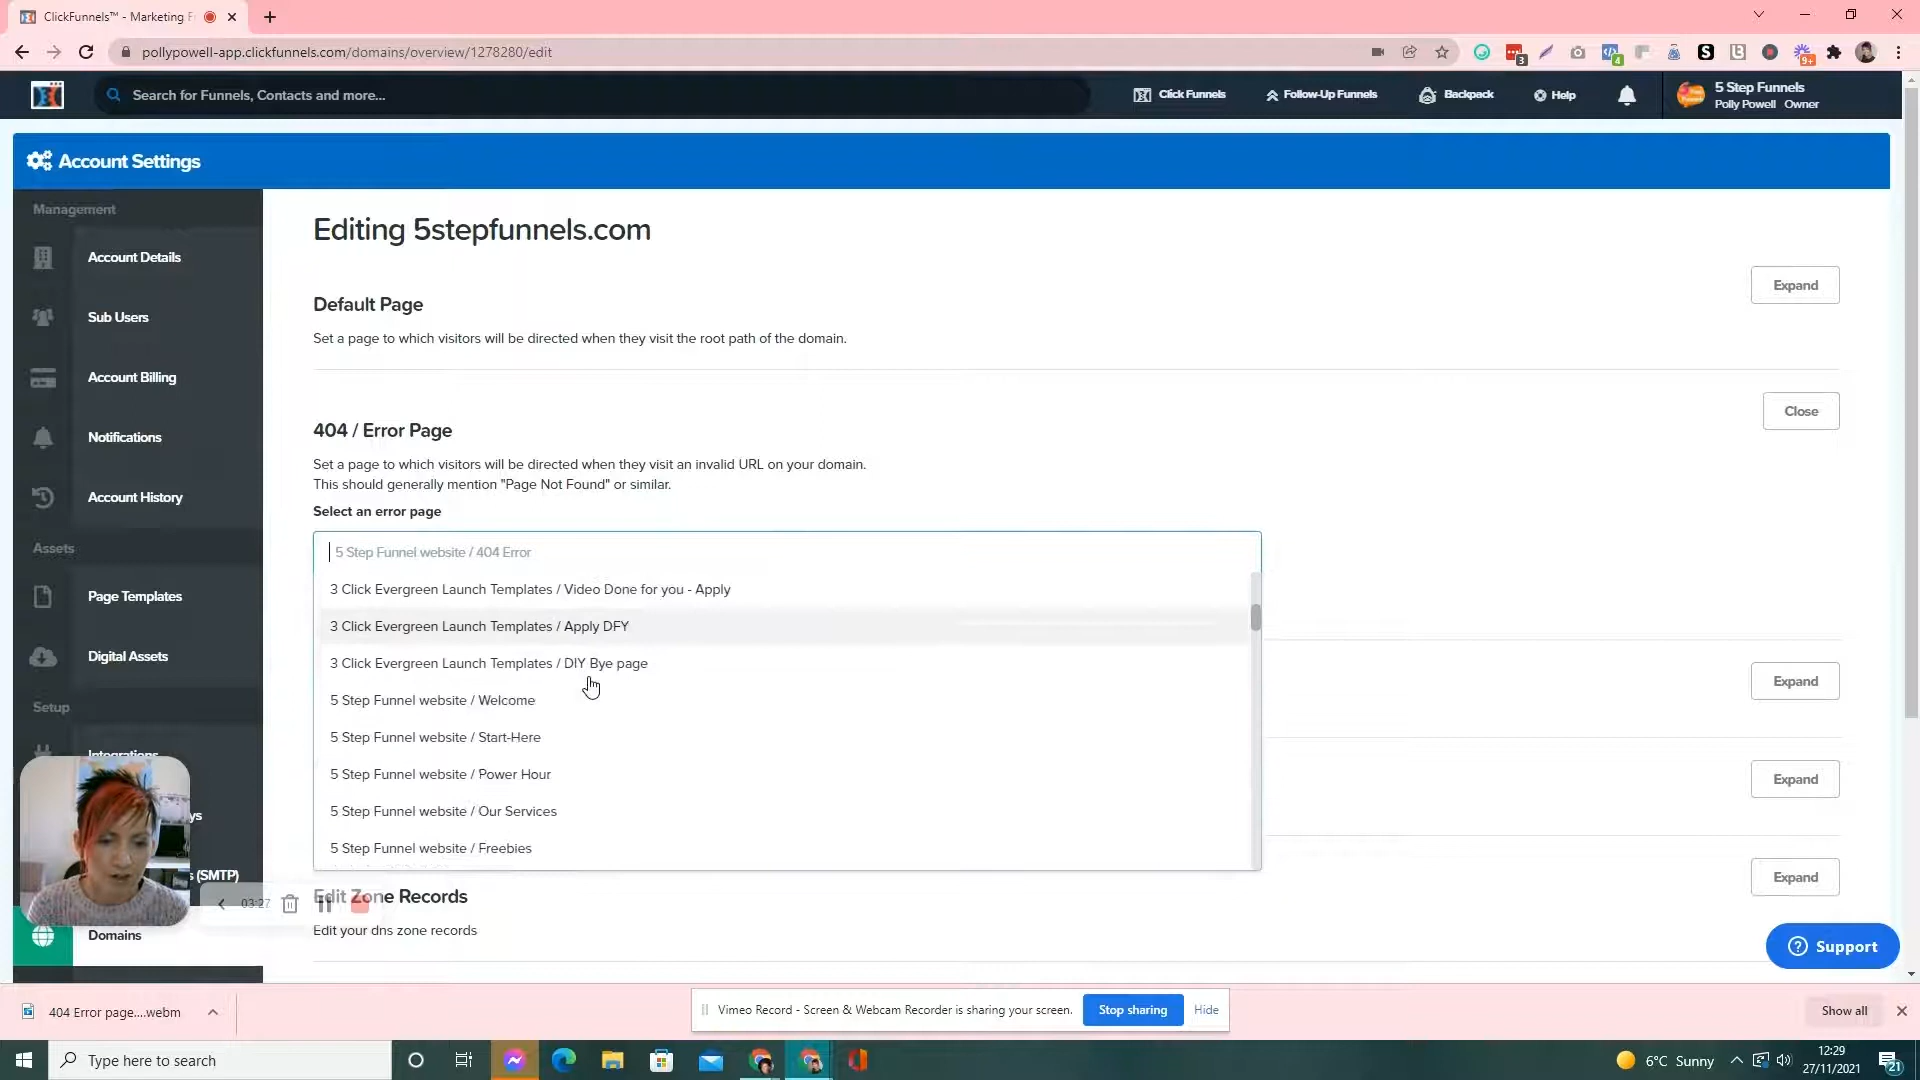 ClickFunnels™ - Marketing F
pollypowell-app.clickfunnels.com/domains/overview/1278280/edit
3
4
9+
Search for Funnels, Contacts and more...
Click Funnels
Follow-Up Funnels
Backpack
Help
5 Step Funnels
Polly Powell Owner
Account Settings
Management
Account Details
Sub Users
Account Billing
Notifications
Account History
Assets
Page Templates
Digital Assets
Setup
Integrations
ys
s (SMTP)
Domains
Editing 5stepfunnels.com
Default Page
Expand
Set a page to which visitors will be directed when they visit the root path of the domain.
404 / Error Page
Close
Set a page to which visitors will be directed when they visit an invalid URL on your domain.
This should generally mention "Page Not Found" or similar.
Select an error page
5 Step Funnel website / 404 Error
3 Click Evergreen Launch Templates / Video Done for you - Apply
3 Click Evergreen Launch Templates / Apply DFY
3 Click Evergreen Launch Templates / DIY Bye page
5 Step Funnel website / Welcome
5 Step Funnel website / Start-Here
5 Step Funnel website / Power Hour
5 Step Funnel website / Our Services
5 Step Funnel website / Freebies
Expand
Expand
Expand
Edit Zone Records
03:27
Edit your dns zone records
Support
404 Error page....webm
Vimeo Record - Screen & Webcam Recorder is sharing your screen.
Stop sharing
Hide
Show all
Type here to search
6°C Sunny
12:29
27/11/2021
21